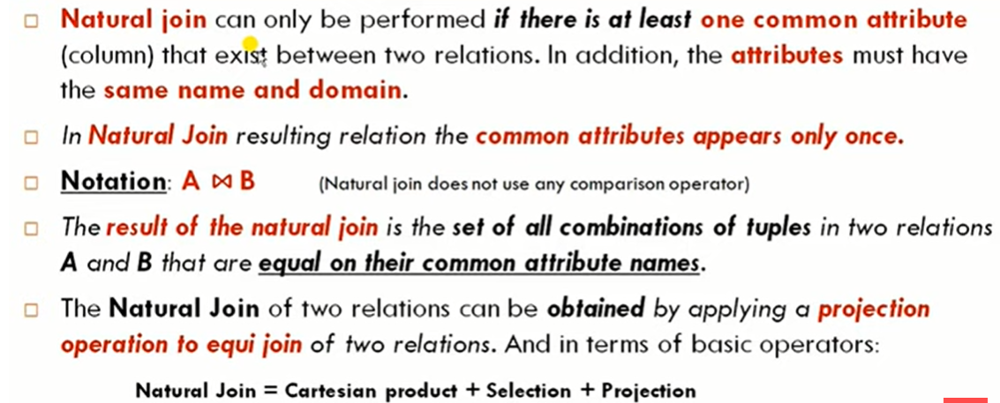 Natural join can only be performed if there is at least one common attribute
(column) that exist between two relations. In addition, the attributes must have
the same name and domain.
In Natural Join resulting relation the common attributes appears only once.
Notation: A ⋈ B (Natural join does not use any comparison operator)
The result of the natural join is the set of all combinations of tuples in two relations
A and B that are equal on their common attribute names.
The Natural Join of two relations can be obtained by applying a projection
operation to equi join of two relations. And in terms of basic operators:
Natural Join = Cartesian product + Selection + Projection